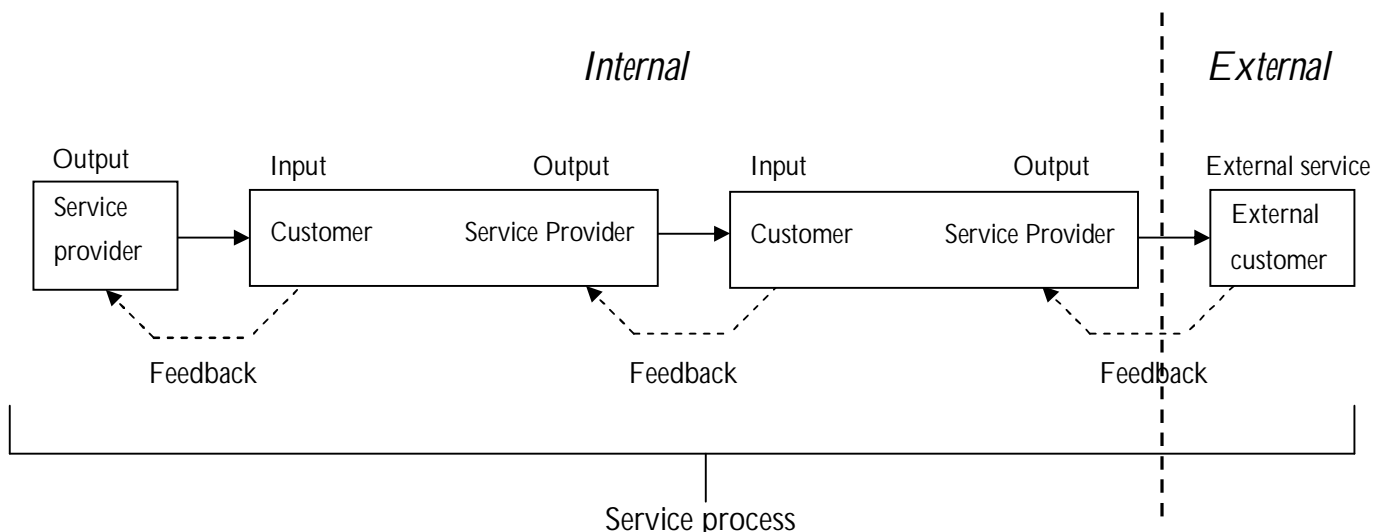 Internal
External
Output
Input
Output
Input
Output
External service
Service
provider
Customer
Service Provider
Customer
Service Provider
External
customer
Feedback
Feedback
Feedback
Service process